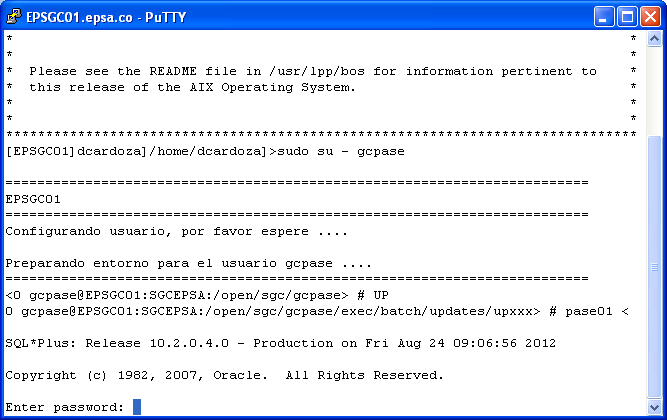 EPSGC01.epsa.co - PuTTY
* *
* *
* Please see the README file in /usr/lpp/bos for information pertinent to *
* this release of the AIX Operating System. *
* *
* *
*******************************************************************************
[EPSGC01]dcardoza]/home/dcardoza]>sudo su - gcpase
=========================================================================
EPSGC01
=========================================================================
Configurando usuario, por favor espere ....
Preparando entorno para el usuario gcpase ....
=========================================================================
<0 gcpase@EPSGC01:SGCEPSA:/open/sgc/gcpase> # UP
0 gcpase@EPSGC01:SGCEPSA:/open/sgc/gcpase/exec/batch/updates/upxxx> # pase01 <
SQL*Plus: Release 10.2.0.4.0 - Production on Fri Aug 24 09:06:56 2012
Copyright (c) 1982, 2007, Oracle.  All Rights Reserved.
Enter password: